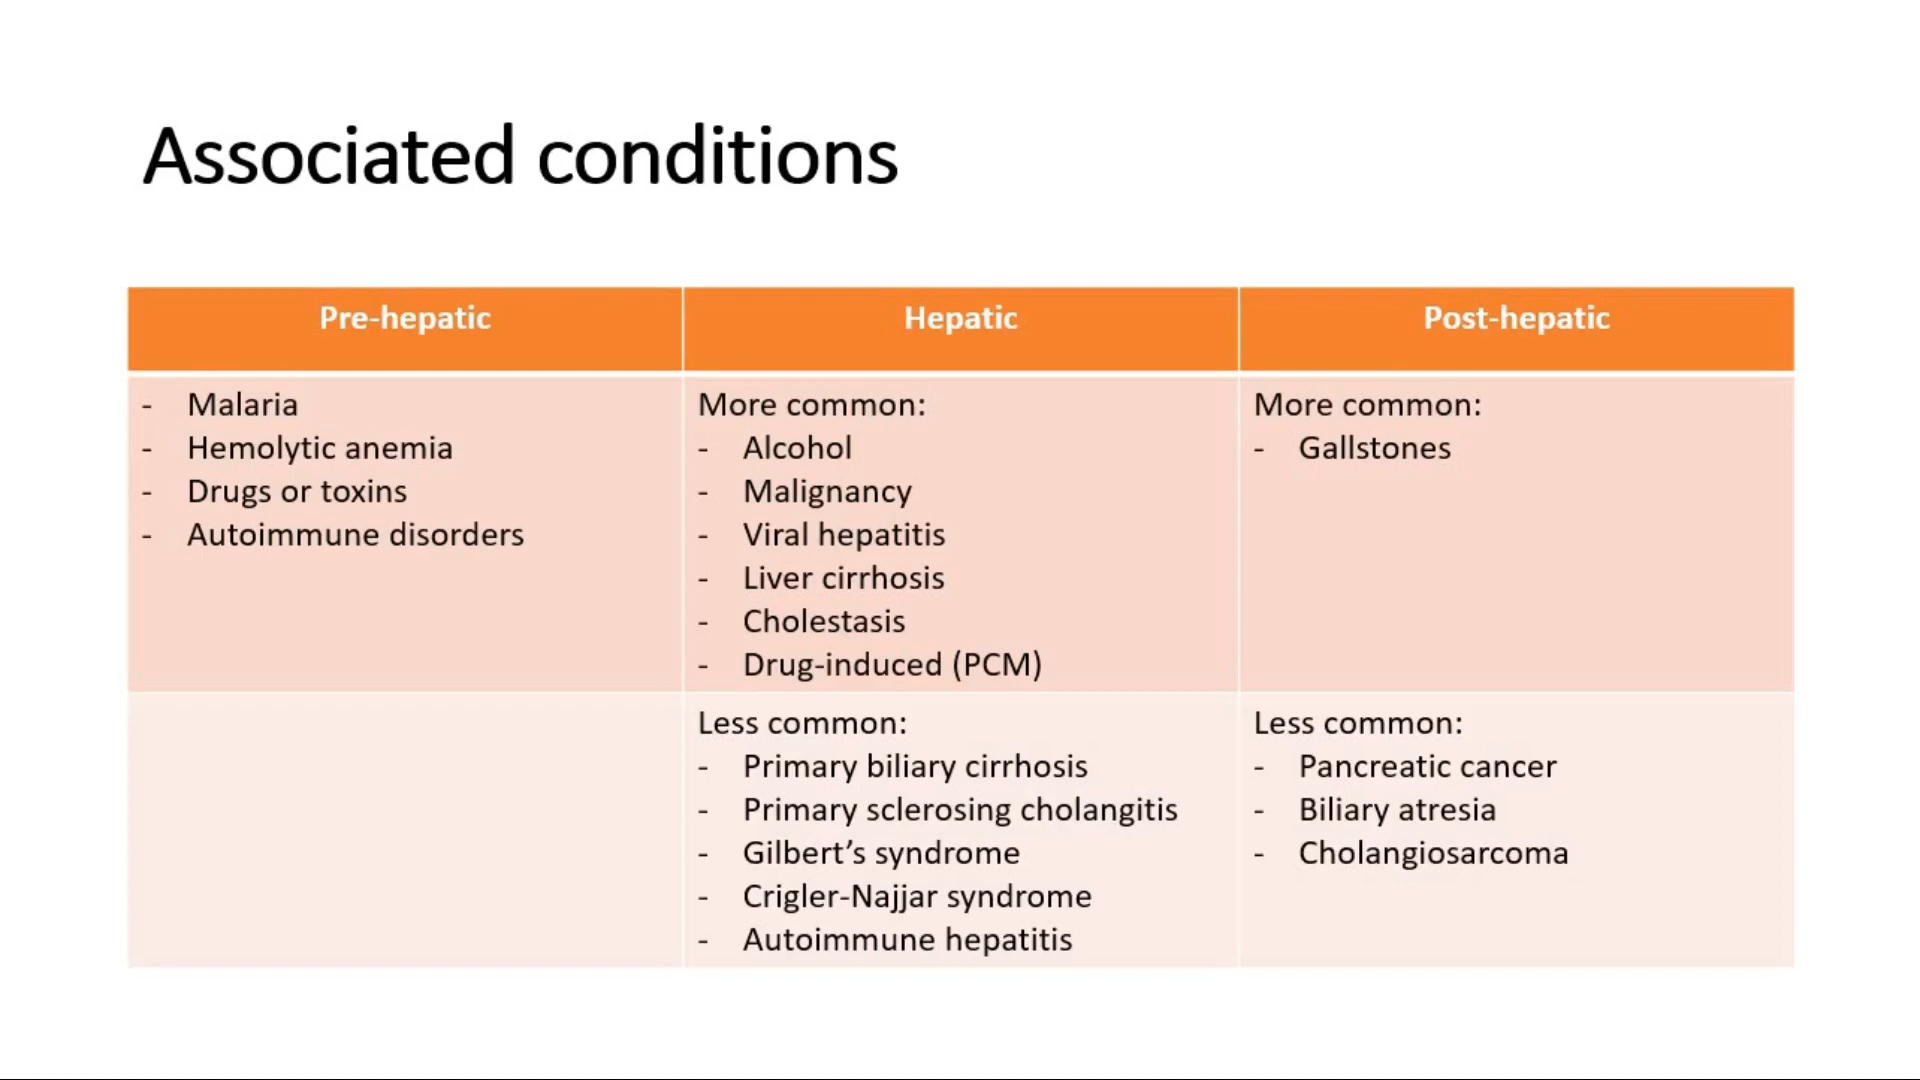 Associated conditions
Pre-hepatic
Hepatic
Post-hepatic
- Malaria
- Hemolytic anemia
- Drugs or toxins
- Autoimmune disorders
More common:
- Alcohol
- Malignancy
- Viral hepatitis
- Liver cirrhosis
- Cholestasis
- Drug-induced (PCM)
More common:
- Gallstones
Less common:
- Primary biliary cirrhosis
- Primary sclerosing cholangitis
- Gilbert’s syndrome
- Crigler-Najjar syndrome
- Autoimmune hepatitis
Less common:
- Pancreatic cancer
- Biliary atresia
- Cholangiosarcoma